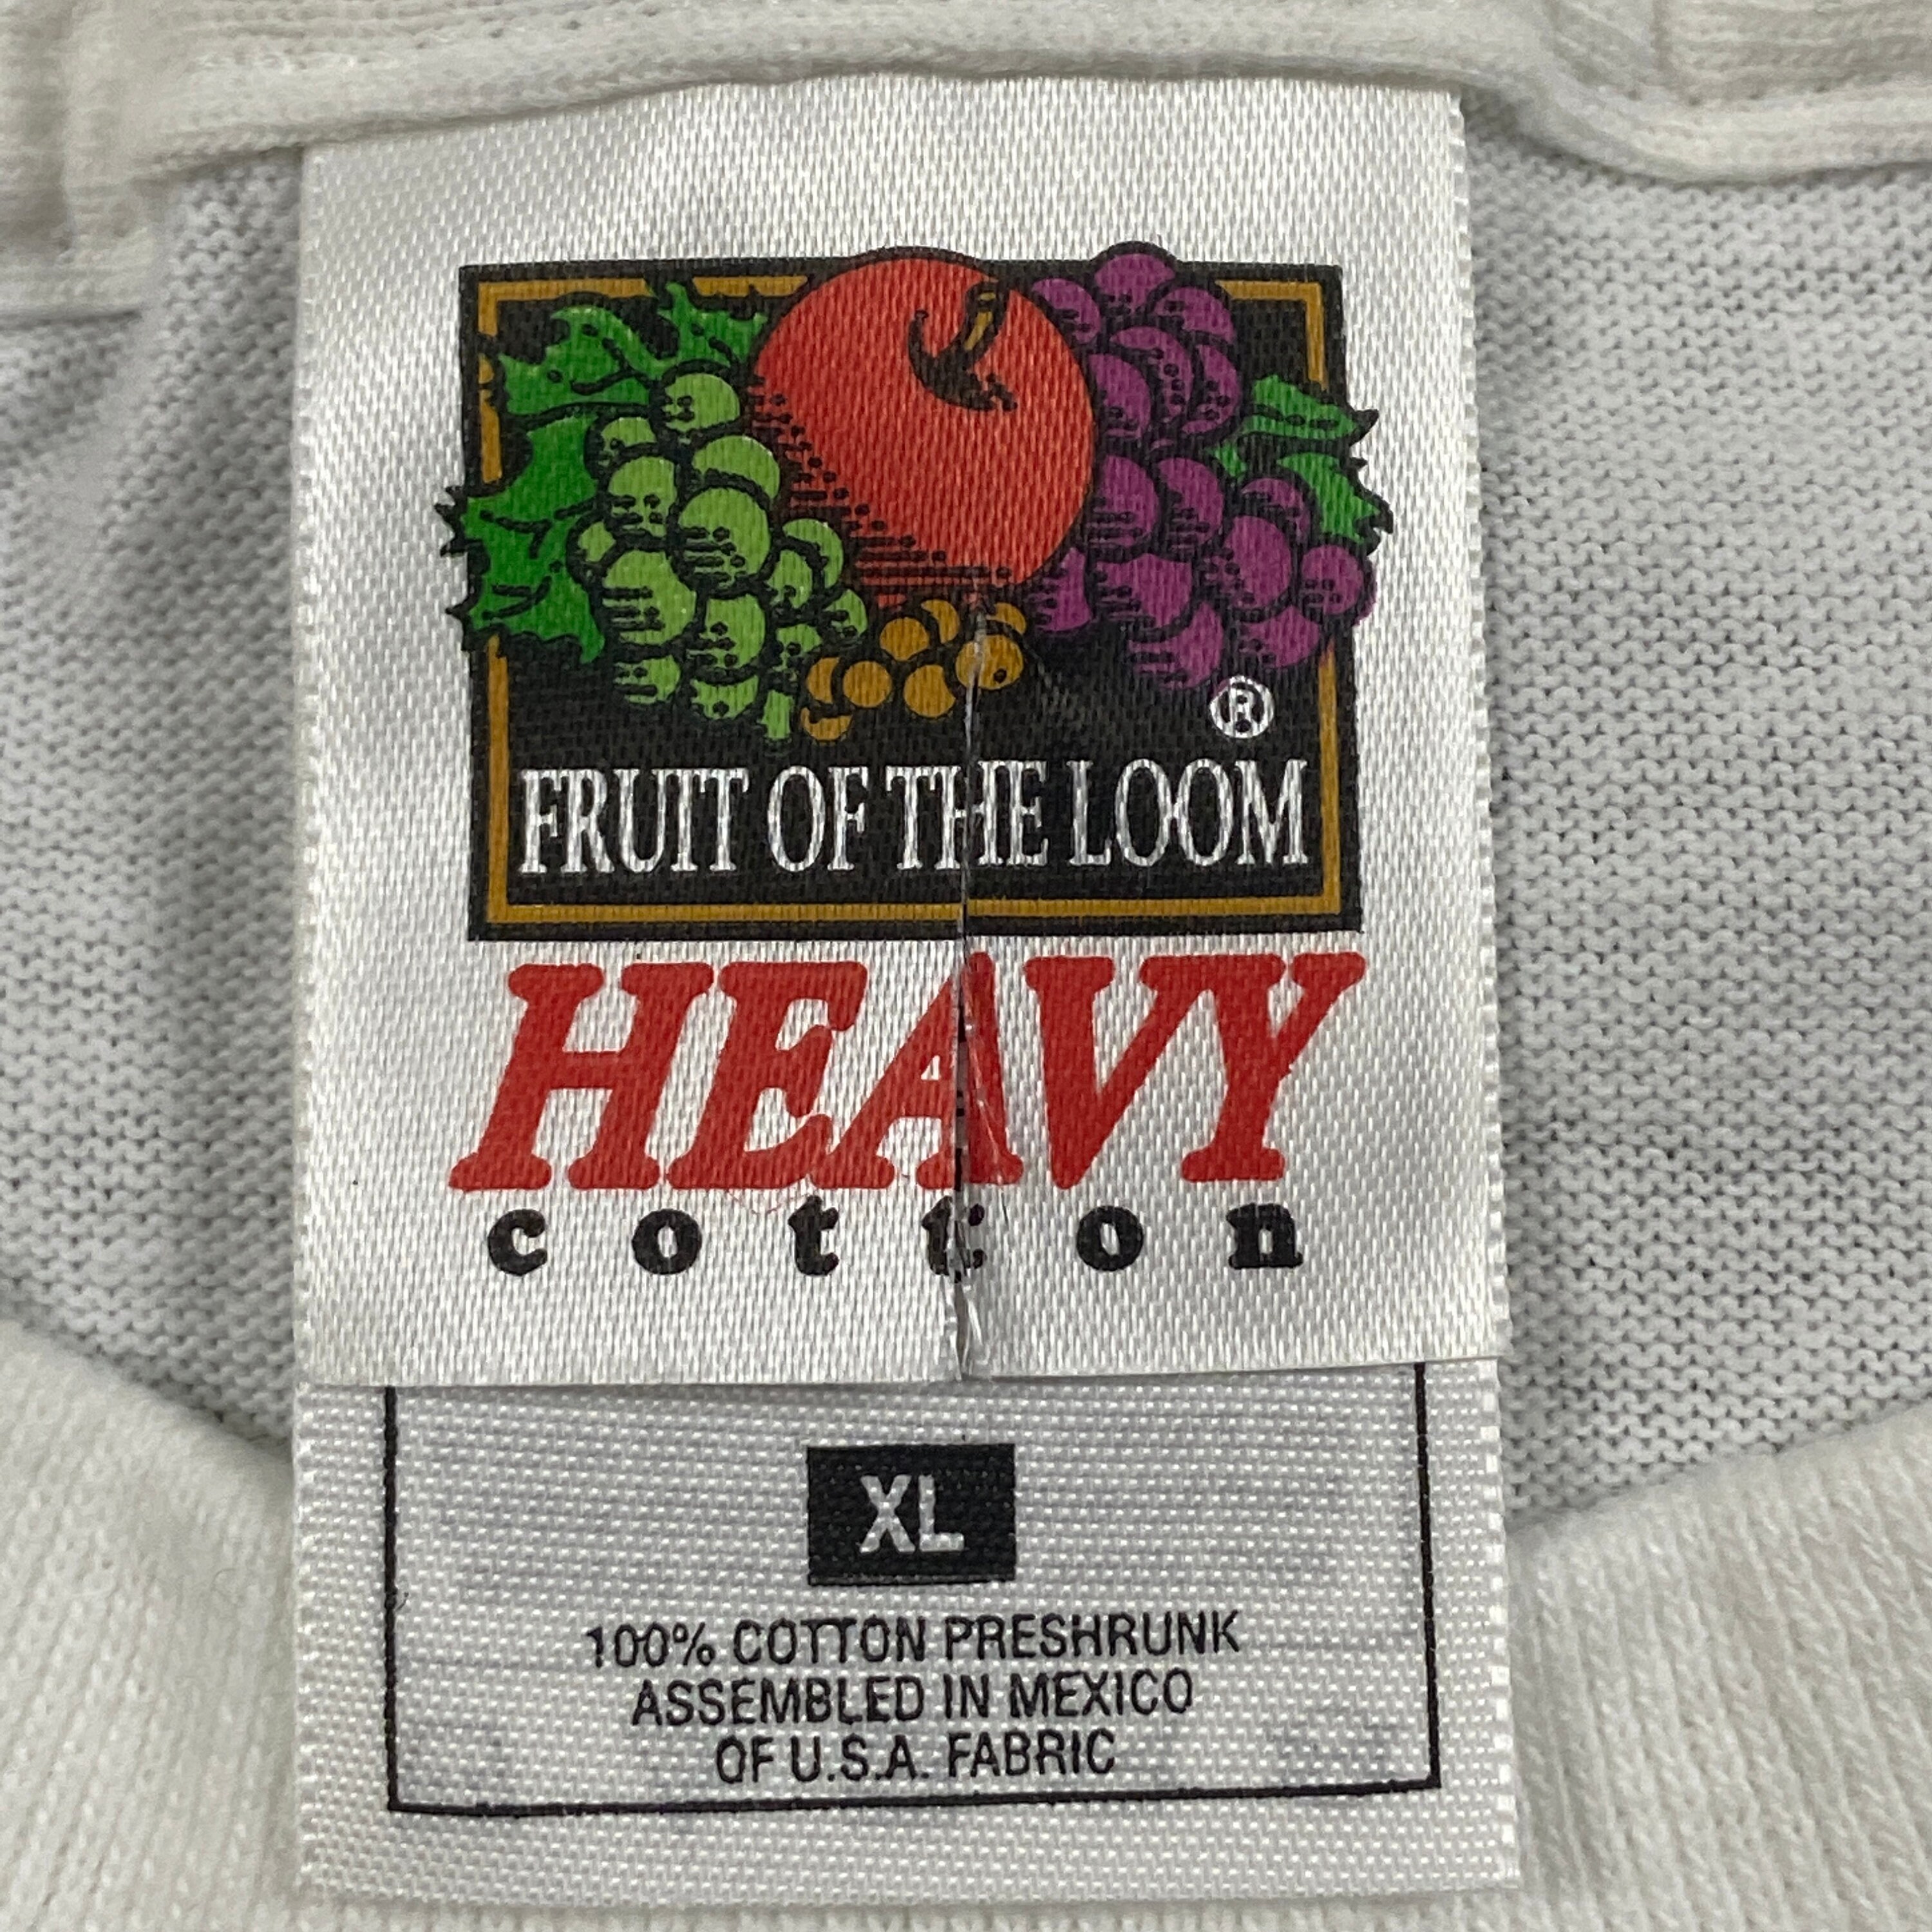 ®
FRUIT OF THE LOOM
HEAVY
cotton
XL
100% COTTON PRESHRUNK
ASSEMBLED IN MEXICO
OF U.S.A. FABRIC